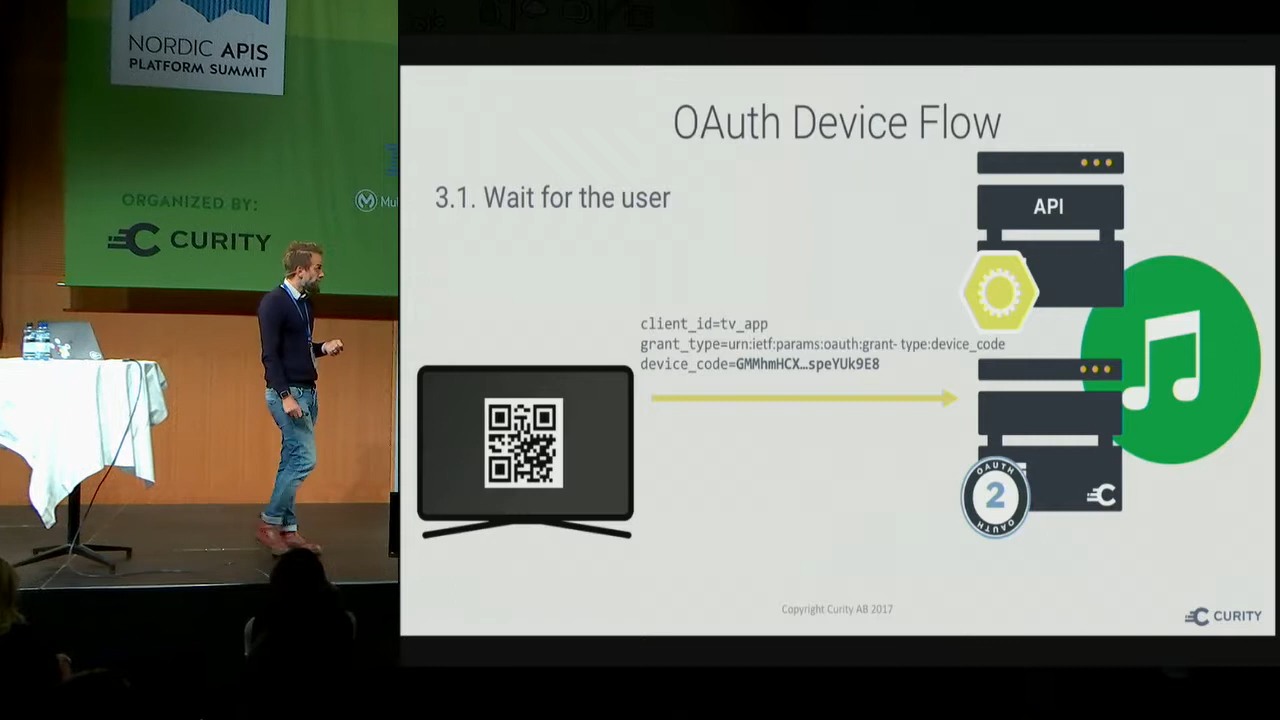 NORDIC APIS
PLATFORM SUMMIT
ORGANIZED BY:
CURITY
OAuth Device Flow
3.1. Wait for the user
API
client_id=tv_app
grant_type=urn:ietf:params:oauth:grant- type:device_code
device_code=GMMhmHCX...speYUk9E8
OAUTH
2
OAUTH
Copyright Curity AB 2017
CURITY